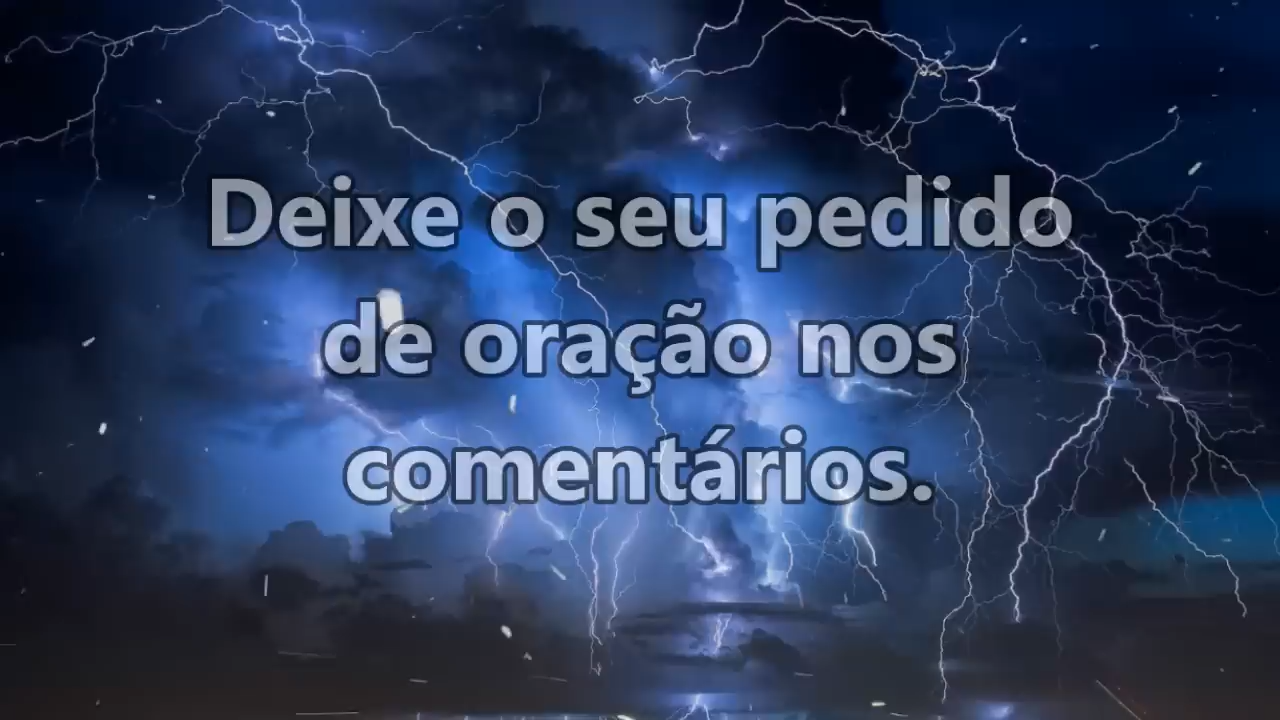 Deixe o seu pedido
de oração nos
comentários.